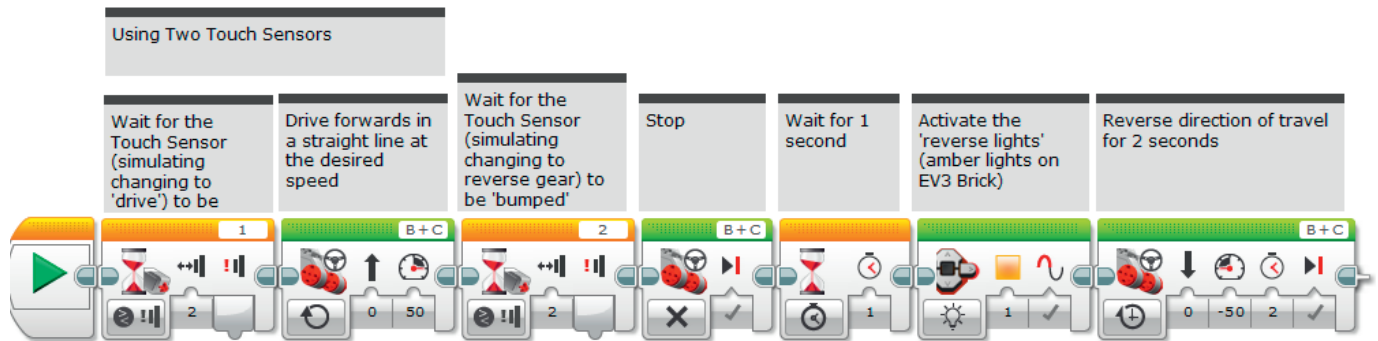 Using Two Touch Sensors
Wait for the
Touch Sensor
(simulating
changing to
'drive') to be
Drive forwards in
a straight line at
the desired
speed
Wait for the
Touch Sensor
(simulating
changing to
reverse gear) to
be 'bumped'
Stop
Wait for 1
second
Activate the
'reverse lights'
(amber lights on
EV3 Brick)
Reverse direction of travel
for 2 seconds
1
B+C
2
B+C
B+C
2
0 50
2
1
1
0 -50 2